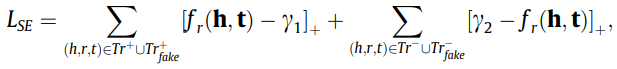 L_{SE} = \sum_{(h,r,t)\in Tr^{+}\cup Tr^{+}_{fake}} [f_r(\mathbf{h},\mathbf{t}) - \gamma_1]_{+} + \sum_{(h,r,t)\in Tr^{-}\cup Tr^{-}_{fake}} [\gamma_2 - f_r(\mathbf{h},\mathbf{t})]_{+},